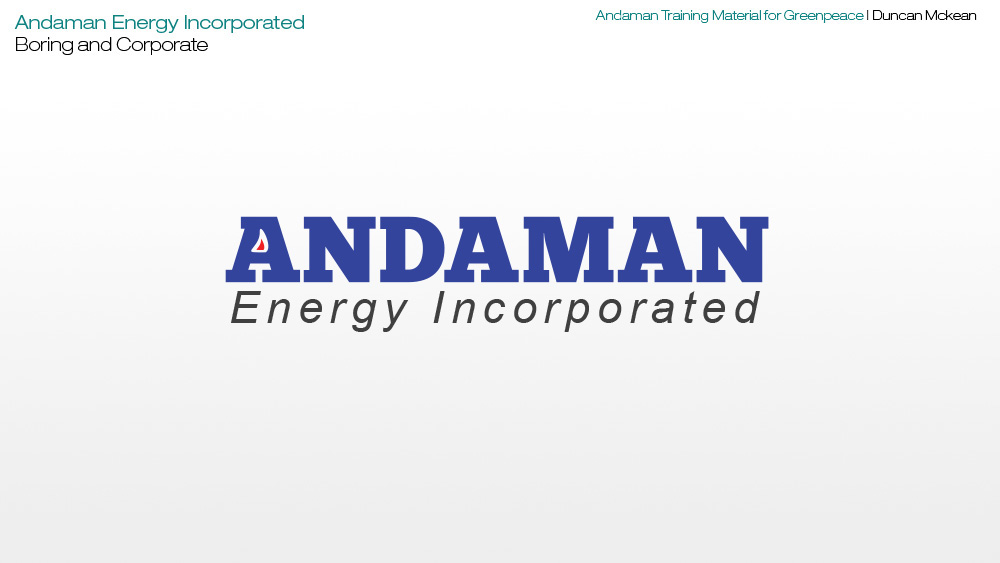 Andaman Energy Incorporated
Boring and Corporate
Andaman Training Material for Greenpeace | Duncan Mckean
ANDAMAN
Energy Incorporated